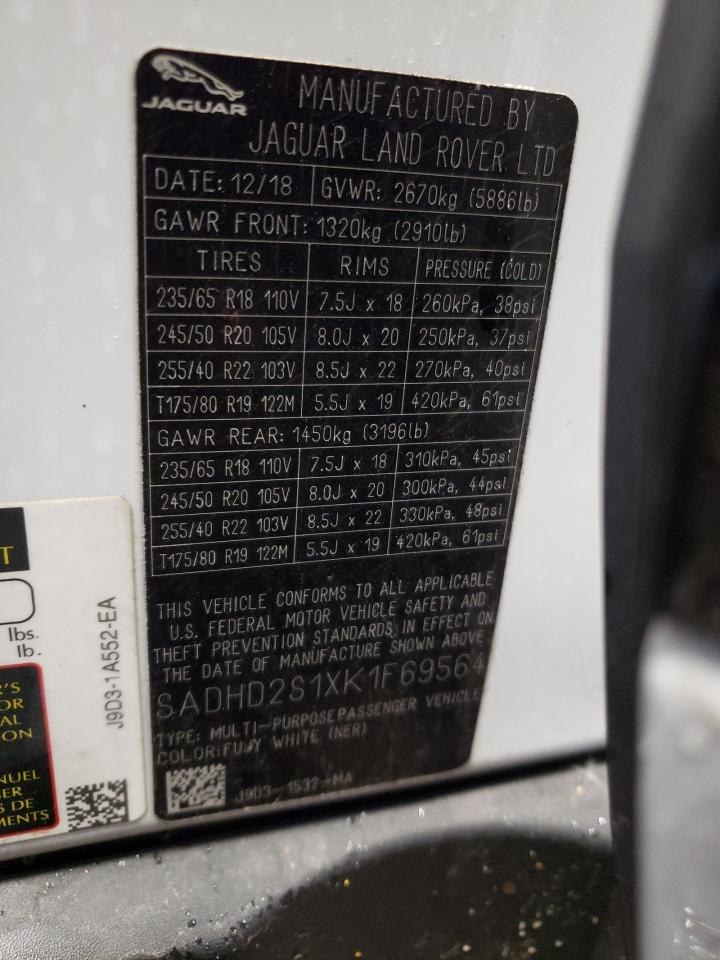 JAGUAR
MANUFACTURED BY
JAGUAR LAND ROVER LTD
DATE: 12/18 GVWR: 2670kg (5886lb)
GAWR FRONT: 1320kg (2910lb)
TIRES RIMS PRESSURE (COLD)
235/65 R18 110V 7.5J x 18 260kPa, 38psi
245/50 R20 105V 8.0J x 20 250kPa, 37psi
255/40 R22 103V 8.5J x 22 270kPa, 40psi
T175/80 R19 122M 5.5J x 19 420kPa, 61psi
GAWR REAR: 1450kg (3196lb)
235/65 R18 110V 7.5J x 18 310kPa, 45psi
245/50 R20 105V 8.0J x 20 300kPa, 44psi
255/40 R22 103V 8.5J x 22 330kPa, 48psi
T175/80 R19 122M 5.5J x 19 420kPa, 61psi
THIS VEHICLE CONFORMS TO ALL APPLICABLE
U.S. FEDERAL MOTOR VEHICLE SAFETY AND
THEFT PREVENTION STANDARDS IN EFFECT ON
THE DATE OF MANUFACTURE SHOWN ABOVE
SADHD2S1XK1F69564
TYPE: MULTI-PURPOSE PASSENGER VEHICLE
COLOR: FUJI WHITE (NER)
J9D3-1532-MA
T
lbs.
lb.
J9D3-1A552-EA
R'S
OR
AL
ION
NUEL
ER
S DE
MENTS